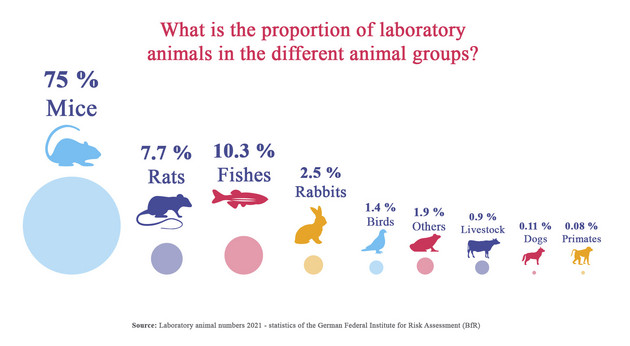 What is the proportion of laboratory
animals in the different animal groups?
75 %
Mice
7.7 %
Rats
10.3 %
Fishes
2.5 %
Rabbits
1.4 %
Birds
1.9 %
Others
0.9 %
Livestock
0.11 %
Dogs
0.08 %
Primates
Source: Laboratory animal numbers 2021 - statistics of the German Federal Institute for Risk Assessment (BfR)